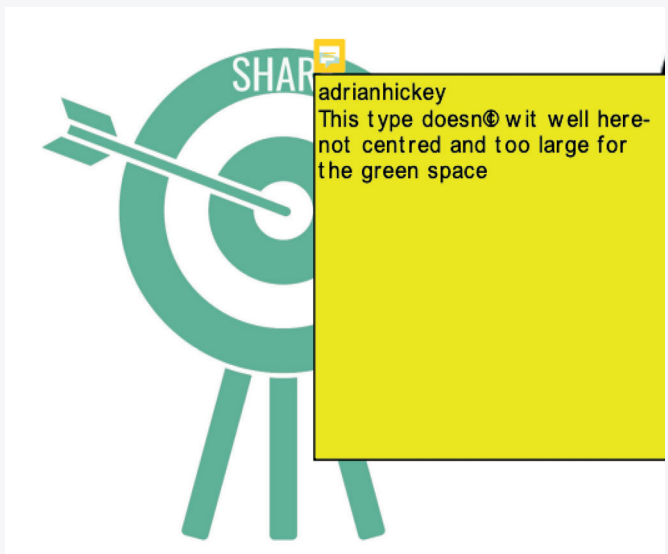 SHAR
adrianhickey
This type doesn® wit well here-
not centred and too large for
the green space